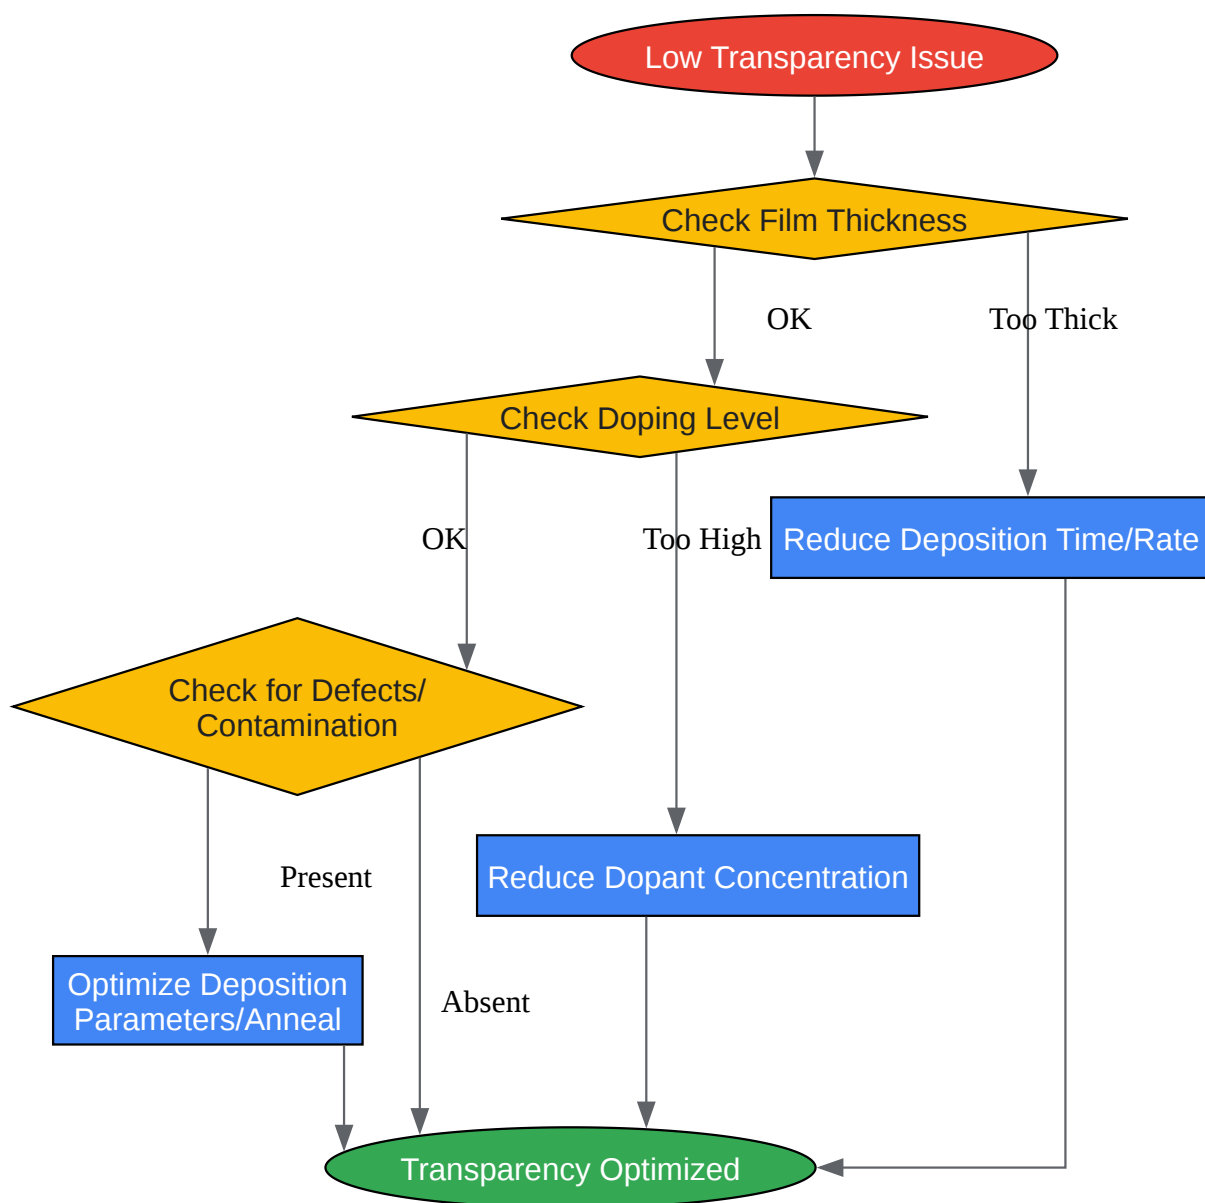 Low Transparency Issue
Check Film Thickness
OK
Too Thick
Check Doping Level
OK
Too High
Reduce Deposition Time/Rate
Check for Defects/
Contamination
Present
Reduce Dopant Concentration
Optimize Deposition
Parameters/Anneal
Absent
Transparency Optimized